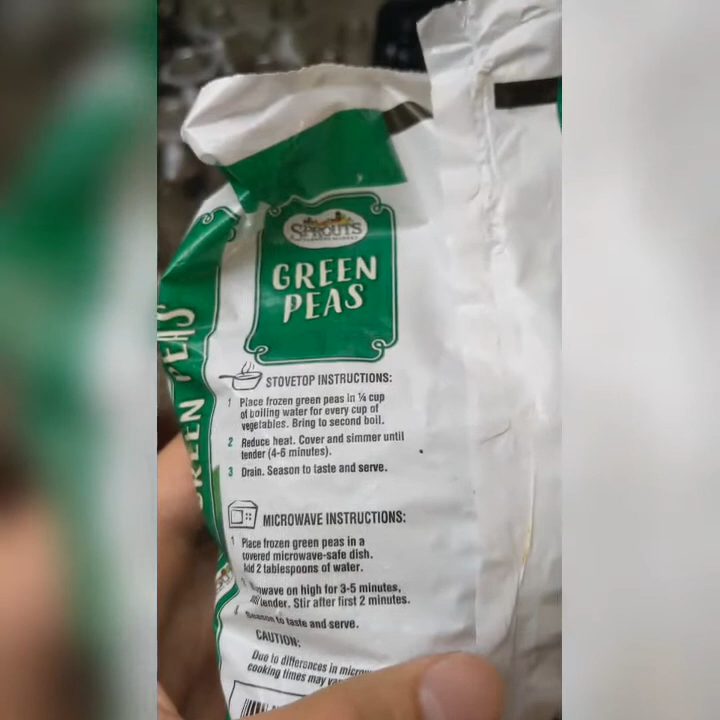 SPROUTS
FARMERS MARKET
GREEN
PEAS
GREEN PEAS
STOVETOP INSTRUCTIONS:
1 Place frozen green peas in ¼ cup
of boiling water for every cup of
vegetables. Bring to second boil.
2 Reduce heat. Cover and simmer until
tender (4-6 minutes).
3 Drain. Season to taste and serve.
MICROWAVE INSTRUCTIONS:
1 Place frozen green peas in a
covered microwave-safe dish.
Add 2 tablespoons of water.
on high for 3-5 minutes,
tender. Stir after first 2 minutes.
Season to taste and serve.
CAUTION:
Due to differences in
cooking times may